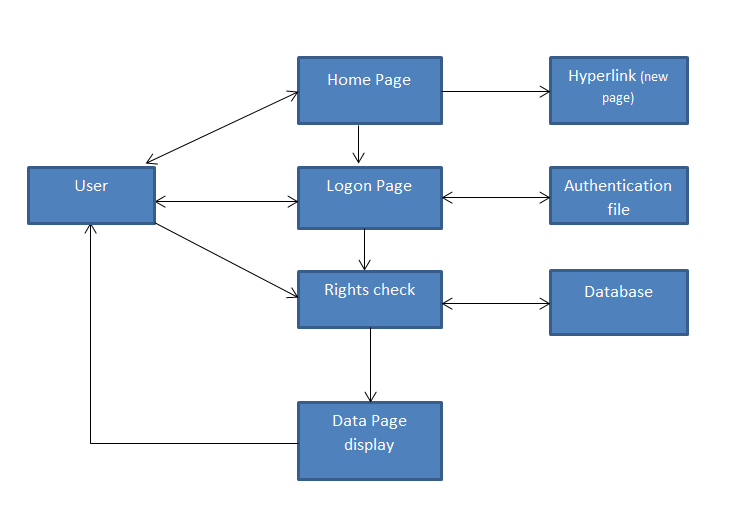 Home Page
Hyperlink (new
page)
User
Logon Page
Authentication
file
Rights check
Database
Data Page
display